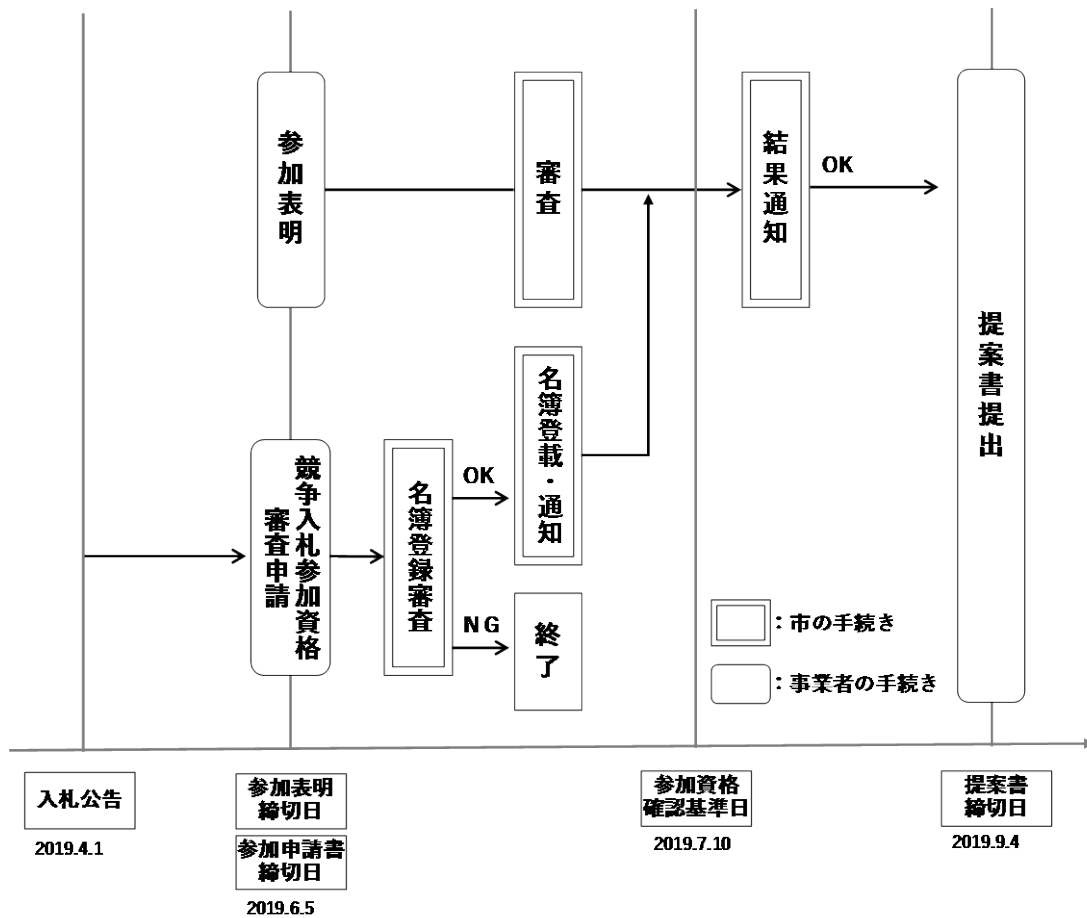 参加表明
審査
結果通知
OK
提案書提出
競争入札参加資格
審査申請
名簿登録審査
OK
名簿登載・通知
NG
終了
：市の手続き
：事業者の手続き
入札公告
2019.4.1
参加表明
締切日
参加申請書
締切日
2019.6.5
参加資格
確認基準日
2019.7.10
提案書
締切日
2019.9.4